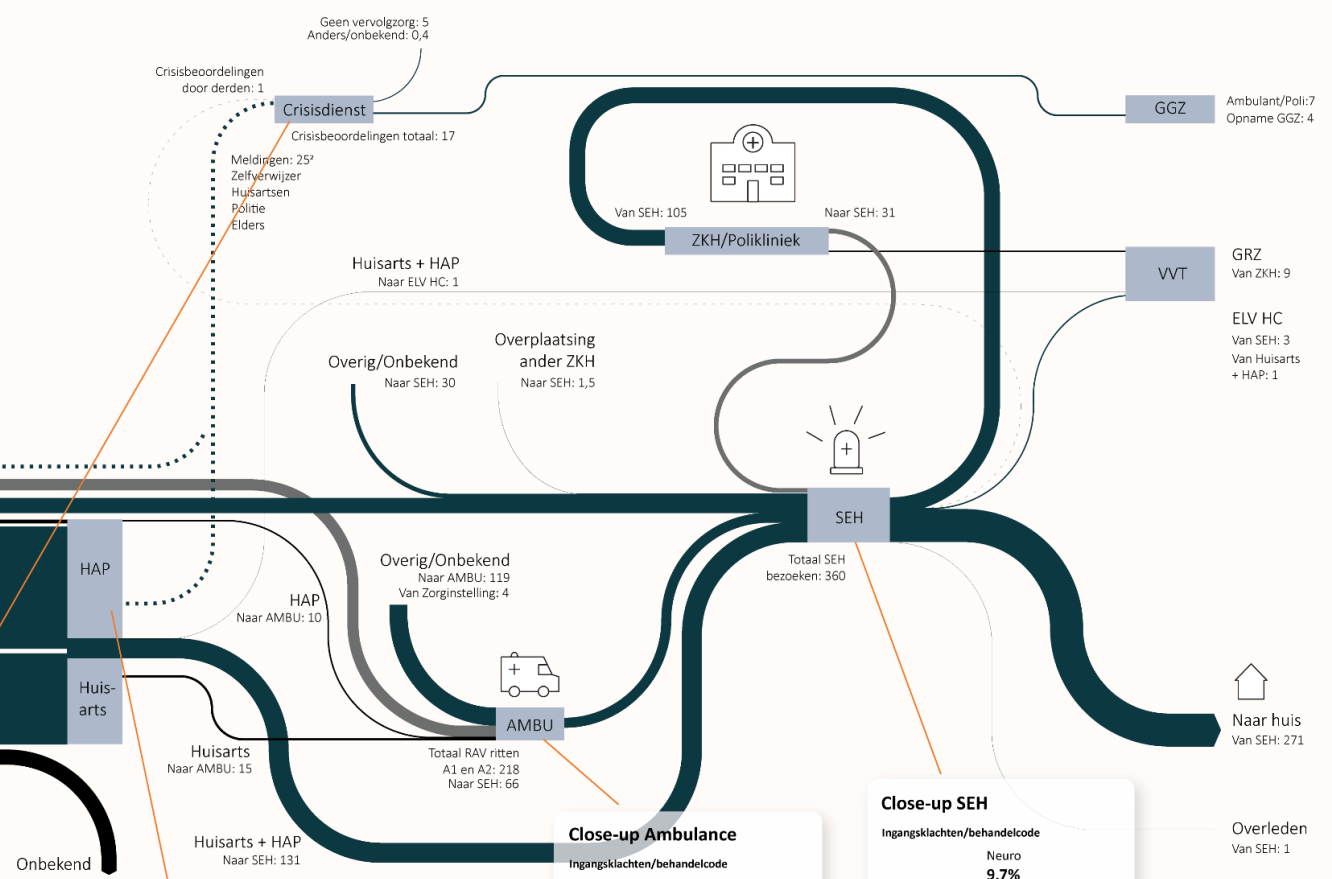 Geen vervolgzorg: 5
Anders/onbekend: 0,4
Crisisbeoordelingen
door derden: 1
Crisisdienst
Crisisbeoordelingen totaal: 17
Meldingen: 25²
Zelfverwijzer
Huisartsen
Politie
Elders
GGZ
Ambulant/Poli:7
Opname GGZ: 4
Van SEH: 105
Naar SEH: 31
ZKH/Polikliniek
VVT
GRZ
Van ZKH: 9
ELV HC
Van SEH: 3
Van Huisarts
+ HAP: 1
Huisarts + HAP
Naar ELV HC: 1
Overig/Onbekend
Naar SEH: 30
Overplaatsing
ander ZKH
Naar SEH: 1,5
SEH
Totaal SEH
bezoeken: 360
HAP
HAP
Naar AMBU: 10
Overig/Onbekend
Naar AMBU: 119
Van Zorginstelling: 4
Huis-
arts
AMBU
Totaal RAV ritten
A1 en A2: 218
Naar SEH: 66
Huisarts
Naar AMBU: 15
Naar huis
Van SEH: 271
Huisarts + HAP
Naar SEH: 131
Onbekend
Close-up Ambulance
Ingangsklachten/behandelcode
Close-up SEH
Ingangsklachten/behandelcode
Neuro
9.7%
Overleden
Van SEH: 1